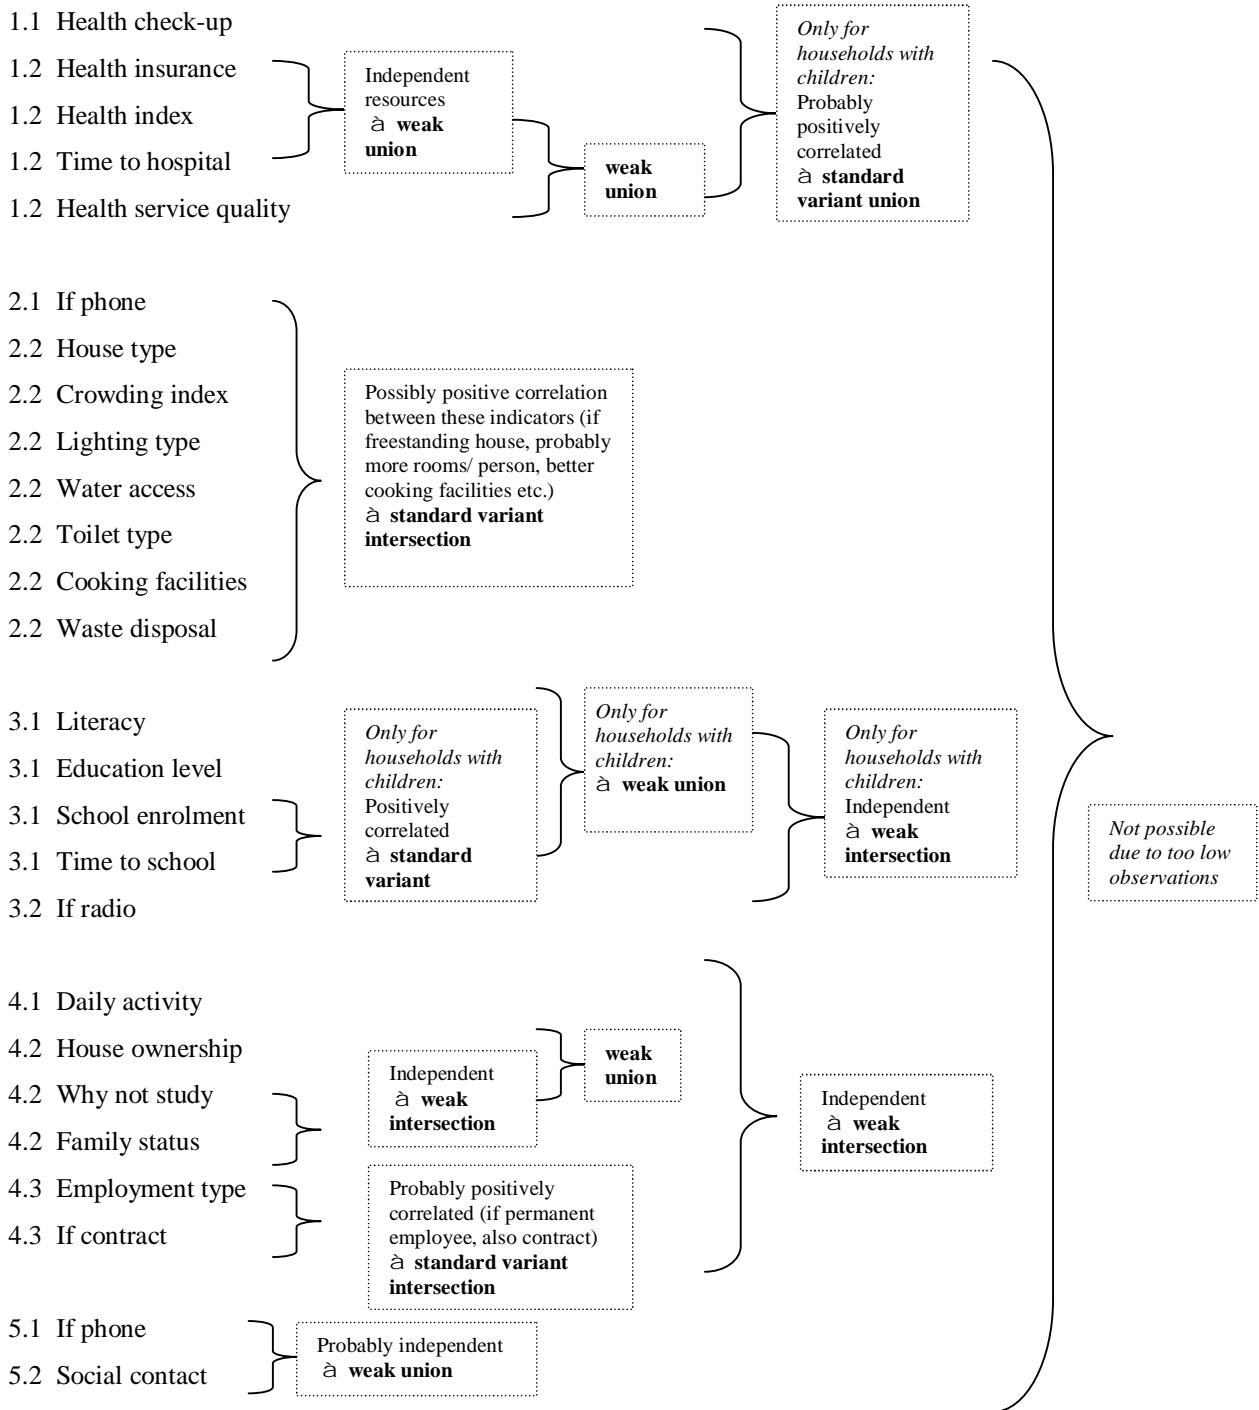 1.1 Health check-up
1.2 Health insurance
1.2 Health index
1.2 Time to hospital
1.2 Health service quality
Independent
resources
à weak
union
weak
union
Only for
households with
children:
Probably
positively
correlated
à standard
variant union
2.1 If phone
2.2 House type
2.2 Crowding index
2.2 Lighting type
2.2 Water access
2.2 Toilet type
2.2 Cooking facilities
2.2 Waste disposal
Possibly positive correlation
between these indicators (if
freestanding house, probably
more rooms/ person, better
cooking facilities etc.)
à standard variant
intersection
3.1 Literacy
3.1 Education level
3.1 School enrolment
3.1 Time to school
3.2 If radio
Only for
households with
children:
Positively
correlated
à standard
variant
Only for
households with
children:
à weak union
Only for
households with
children:
Independent
à weak
intersection
Not possible
due to too low
observations
4.1 Daily activity
4.2 House ownership
4.2 Why not study
4.2 Family status
4.3 Employment type
4.3 If contract
Independent
à weak
intersection
weak
union
Probably positively
correlated (if permanent
employee, also contract)
à standard variant
intersection
Independent
à weak
intersection
5.1 If phone
5.2 Social contact
Probably independent
à weak union